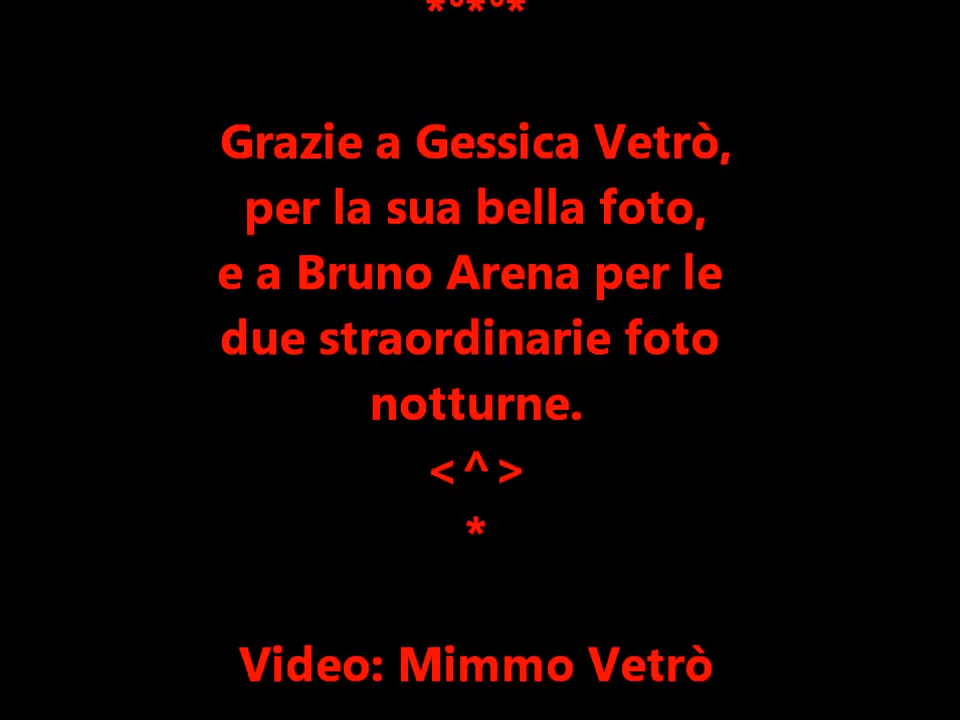 *°*°*
Grazie a Gessica Vetrò,
per la sua bella foto,
e a Bruno Arena per le
due straordinarie foto
notturne.
<^>
*
Video: Mimmo Vetrò